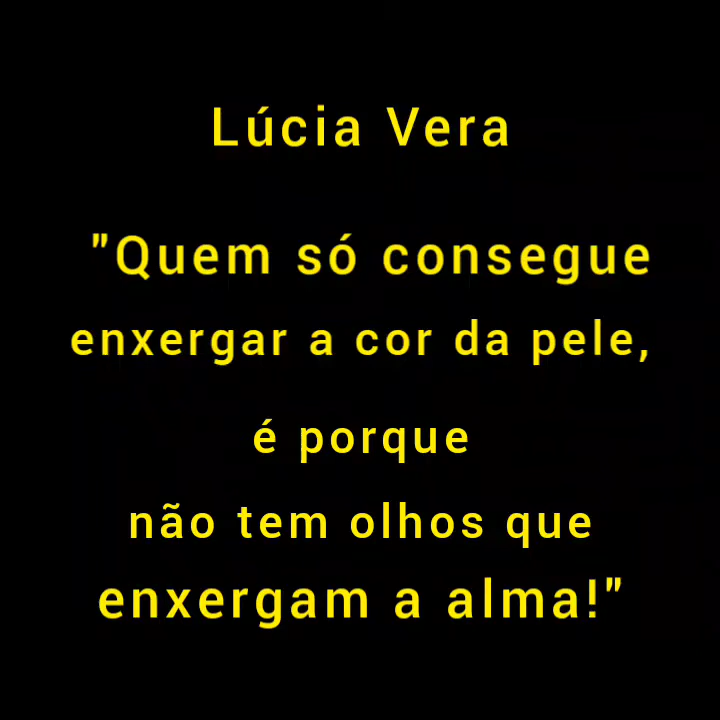 Lúcia Vera
"Quem só consegue
enxergar a cor da pele,
é porque
não tem olhos que
enxergam a alma!"